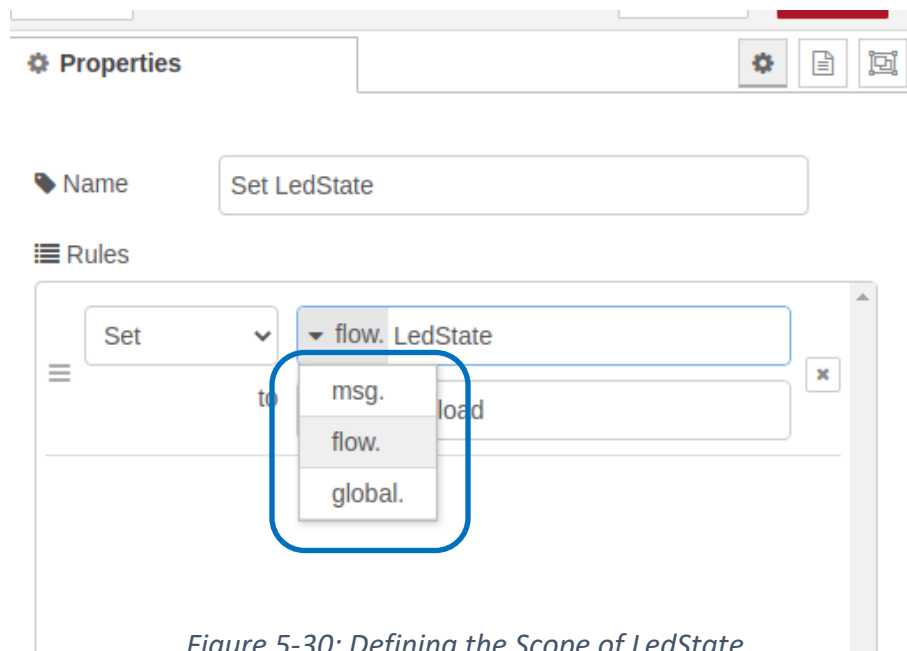 Properties
Name
Set LedState
Rules
Set
flow. LedState
to
load
msg.
flow.
global.
Figure 5-30: Defining the Scope of LedState